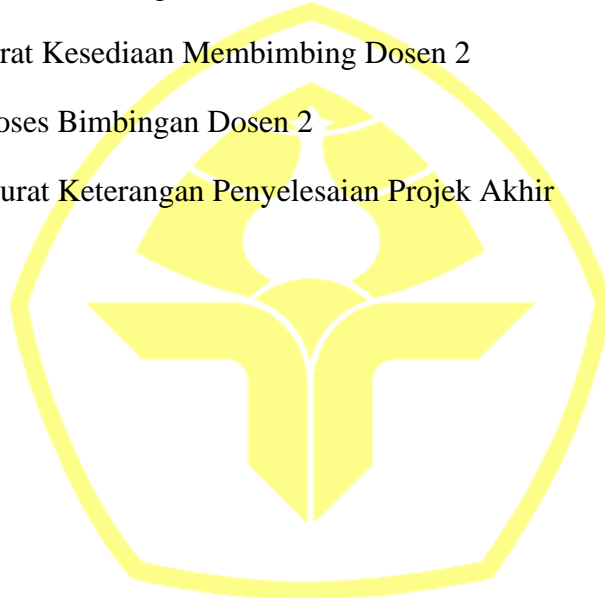 rat Kesediaan Membimbing Dosen 2
oses Bimbingan Dosen 2
urat Keterangan Penyelesaian Projek Akhir